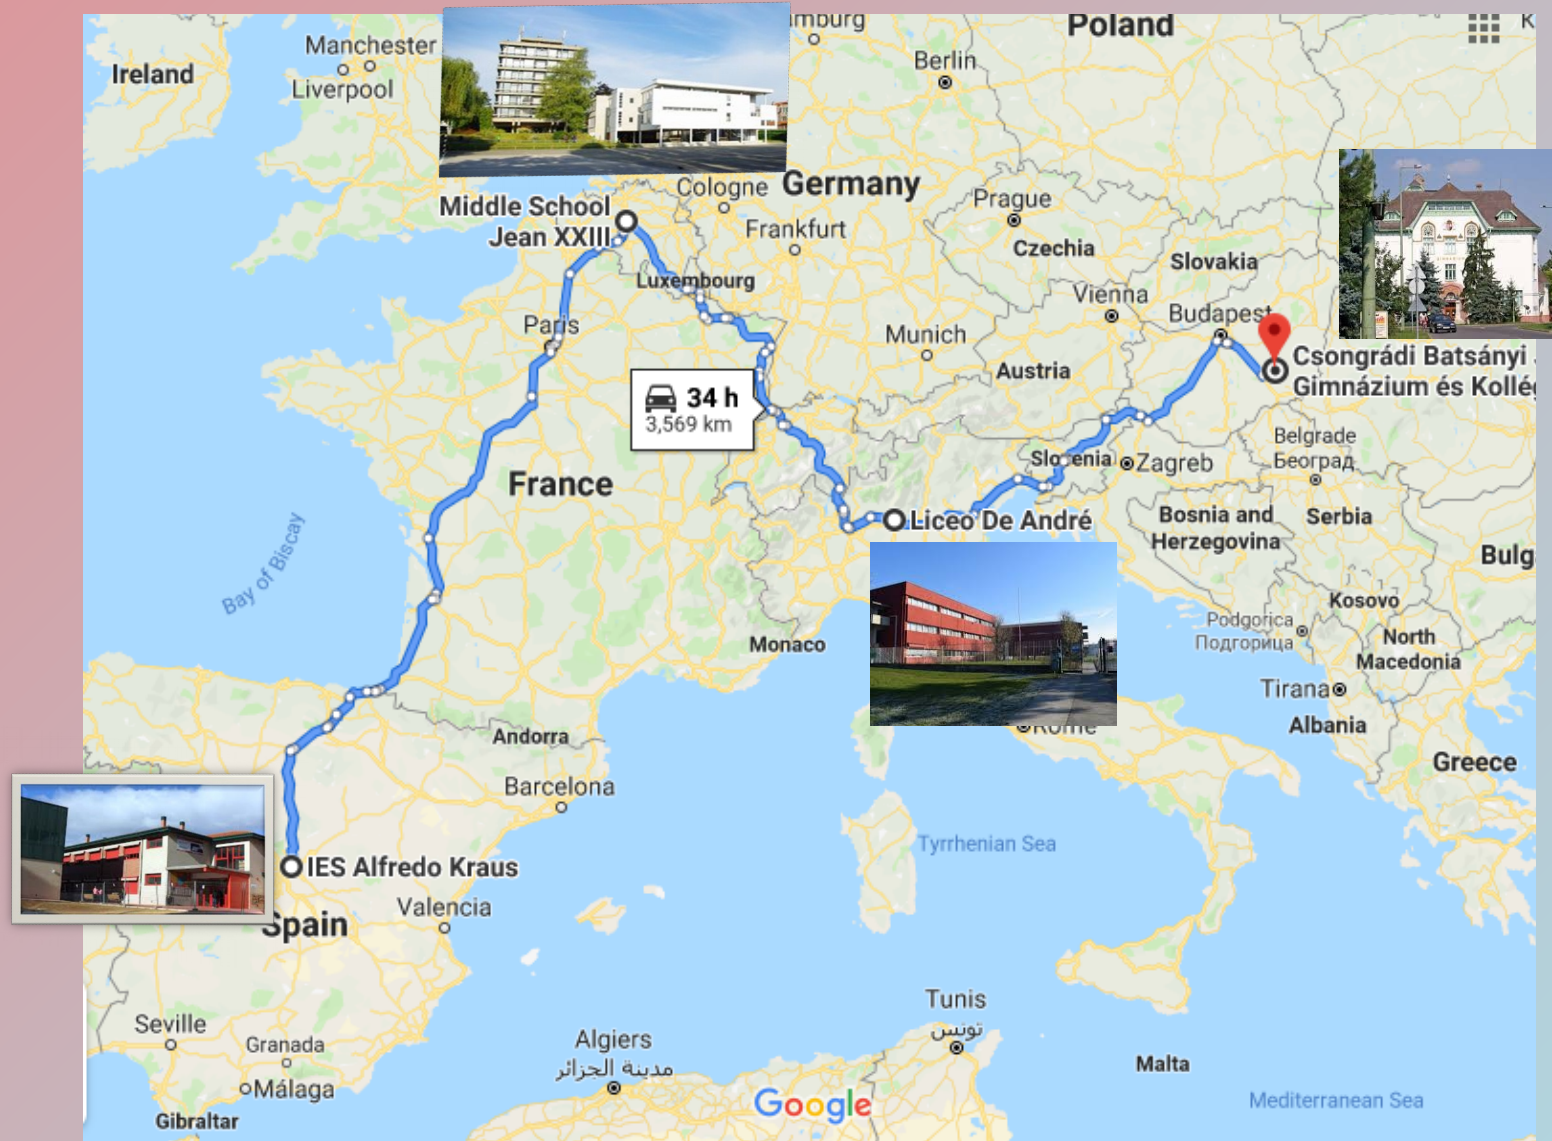 Manchester
Liverpool
Ireland
Berlin
Poland
Middle School
Jean XXIII
Cologne
Germany
Frankfurt
Prague
Czechia
Slovakia
Luxembourg
Paris
Munich
Vienna
Budapest
Austria
Csongrádi Batsányi
Gimnázium és
34 h
3,569 km
France
Slovenia
Zagreb
Belgrade
Београд
Liceo De André
Bosnia and
Herzegovina
Serbia
Bay of Biscay
Monaco
Kosovo
Podgorica
Подгорица
North
Macedonia
Tirana
Albania
Rome
Greece
Andorra
Barcelona
Tyrrhenian Sea
IES Alfredo Kraus
Spain
Valencia
Seville
Granada
Málaga
Gibraltar
Algiers
مدينة الجزائر
Tunis
تونس
Malta
Google
Mediterranean Sea